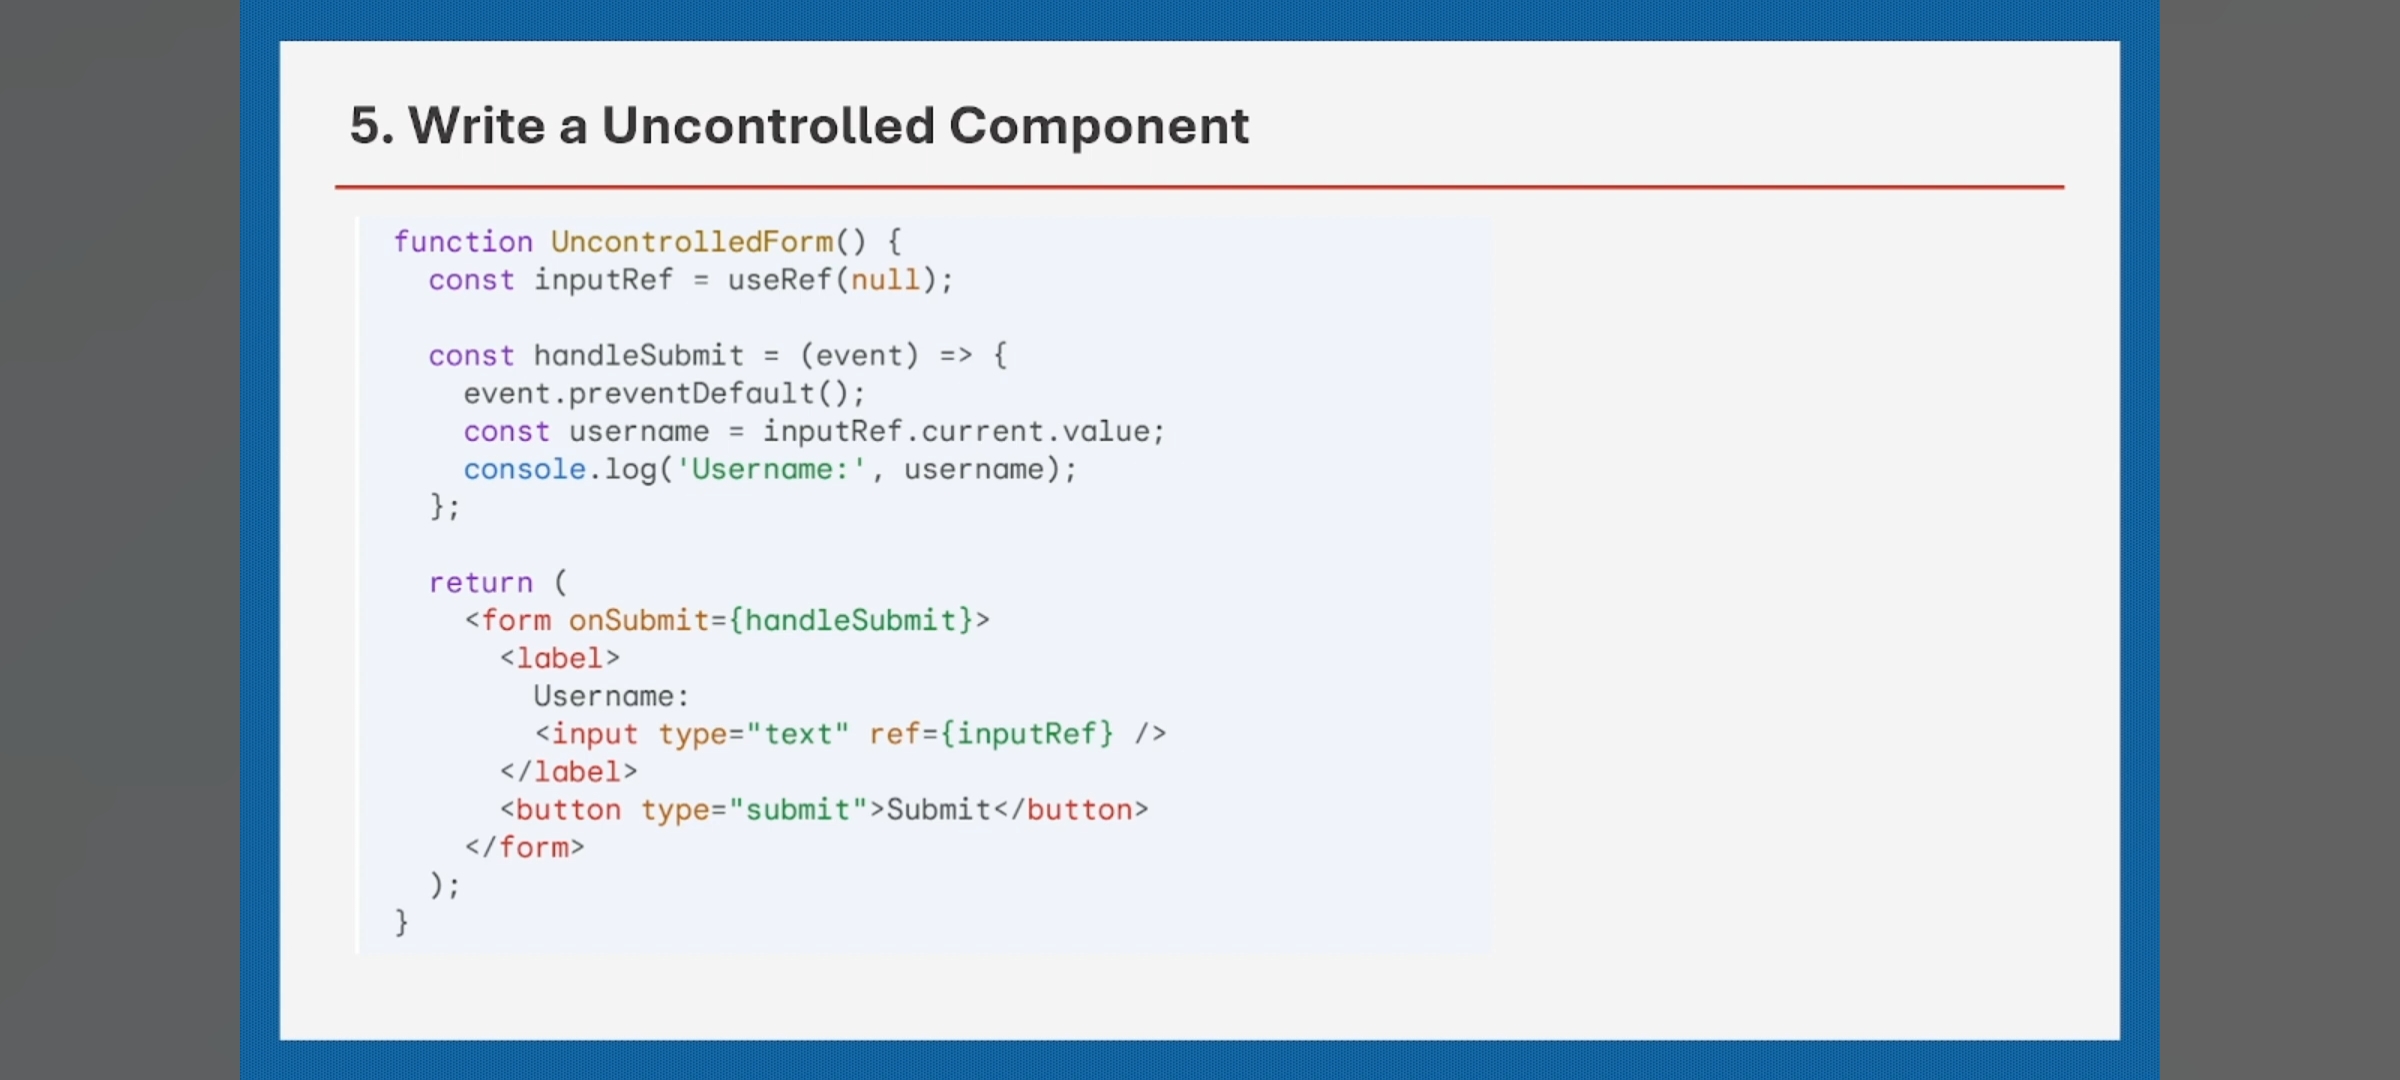 5. Write a Uncontrolled Component
function UncontrolledForm() {
  const inputRef = useRef(null);
  const handleSubmit = (event) => {
    event.preventDefault();
    const username = inputRef.current.value;
    console.log('Username:', username);
  };
  return (
    <form onSubmit={handleSubmit}>
      <label>
        Username:
        <input type="text" ref={inputRef} />
      </label>
      <button type="submit">Submit</button>
    </form>
  );
}